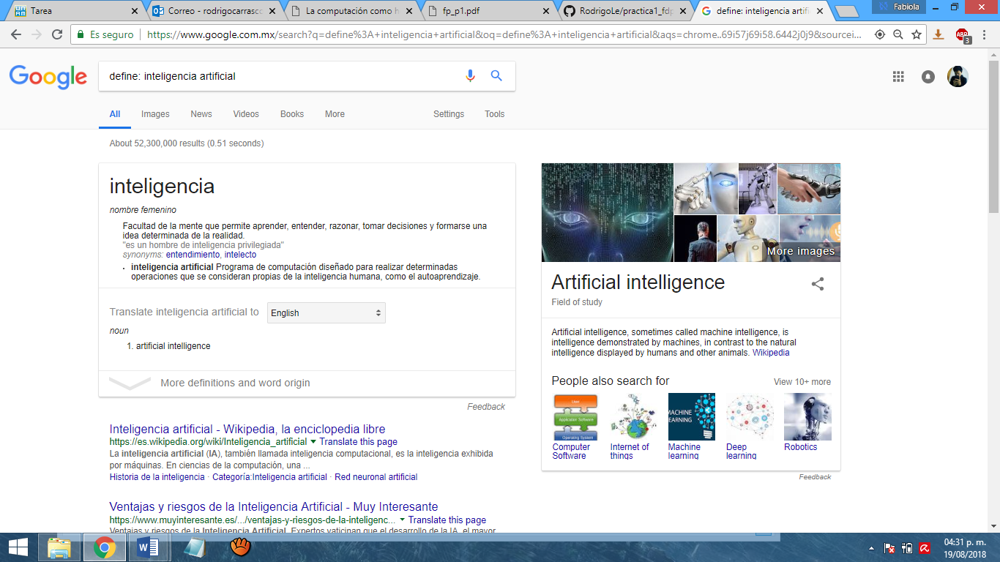 Tarea
Correo - rodrigocarrasco
La computación como h
fp_p1.pdf
RodrigoLe/practica1_fdp
define: inteligencia artifi
Fabiola
Es seguro
https://www.google.com.mx/search?q=define%3A+inteligencia+artificial&oq=define%3A+inteligencia+artificial&aqs=chrome..69i57j69i58.6442j0j9&sourcei...
ABP
3
Google
define: inteligencia artificial
All Images News Videos Books More Settings Tools
About 52,300,000 results (0.51 seconds)
inteligencia
nombre femenino
Facultad de la mente que permite aprender, entender, razonar, tomar decisiones y formarse una
idea determinada de la realidad.
"es un hombre de inteligencia privilegiada"
synonyms: entendimiento, intelecto
• inteligencia artificial Programa de computación diseñado para realizar determinadas
operaciones que se consideran propias de la inteligencia humana, como el autoaprendizaje.
Translate inteligencia artificial to English
noun
1. artificial intelligence
More definitions and word origin
Feedback
Inteligencia artificial - Wikipedia, la enciclopedia libre
https://es.wikipedia.org/wiki/Inteligencia_artificial Translate this page
La inteligencia artificial (IA), también llamada inteligencia computacional, es la inteligencia exhibida
por máquinas. En ciencias de la computación, una ...
Historia de la inteligencia · Categoría:Inteligencia artificial · Red neuronal artificial
Ventajas y riesgos de la Inteligencia Artificial - Muy Interesante
https://www.muyinteresante.es/.../ventajas-y-riesgos-de-la-inteligenc... Translate this page
Ventajas y riesgos de la Inteligencia Artificial. Expertos vaticinan que el desarrollo de la IA, el mayor
More images
Artificial intelligence
Field of study
Artificial intelligence, sometimes called machine intelligence, is
intelligence demonstrated by machines, in contrast to the natural
intelligence displayed by humans and other animals. Wikipedia
People also search for
View 10+ more
User
Application Software
Operating System
MACHINE
LEARNING
Computer
Software
Internet of
things
Machine
learning
Deep
learning
Robotics
Feedback
04:31 p. m.
19/08/2018